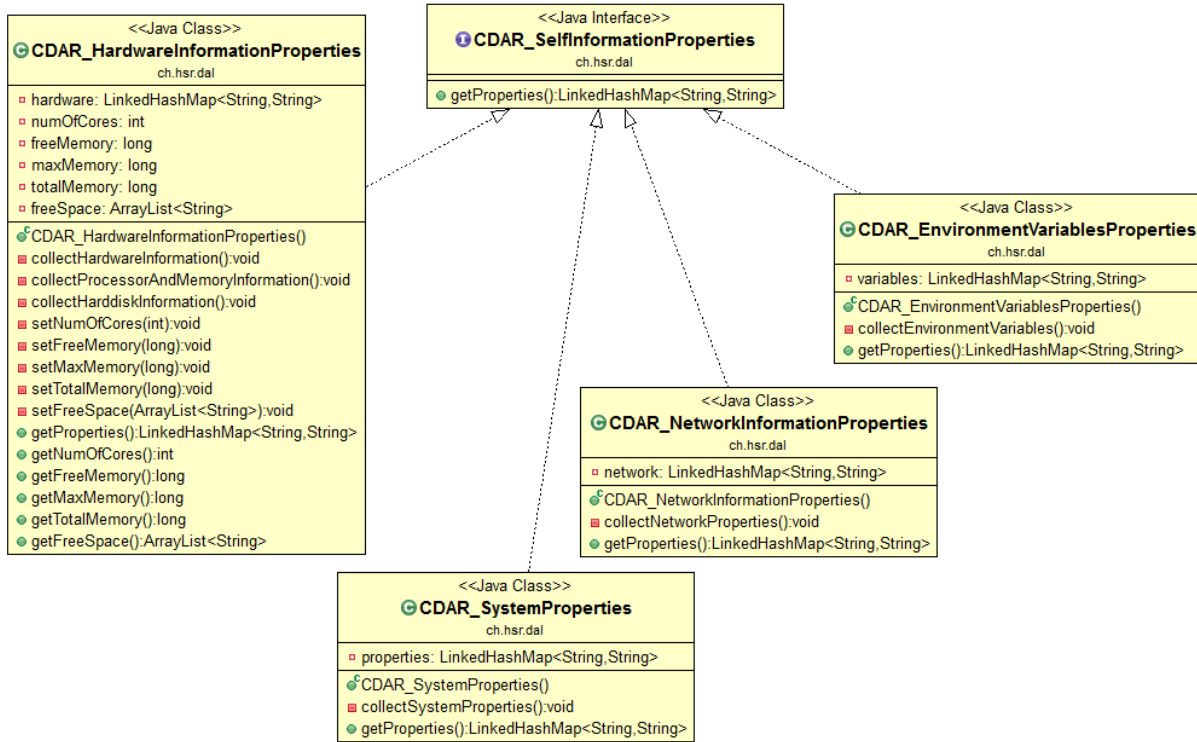 <<Java Class>>
CDAR_HardwareInformationProperties
ch.hsr.dal
hardware: LinkedHashMap<String,String>
numOfCores: int
freeMemory: long
maxMemory: long
totalMemory: long
freeSpace: ArrayList<String>
CDAR_HardwareInformationProperties()
collectHardwareInformation():void
collectProcessorAndMemoryInformation():void
collectHarddiskInformation():void
setNumOfCores(int):void
setFreeMemory(long):void
setMaxMemory(long):void
setTotalMemory(long):void
setFreeSpace(ArrayList<String>):void
getProperties():LinkedHashMap<String,String>
getNumOfCores():int
getFreeMemory():long
getMaxMemory():long
getTotalMemory():long
getFreeSpace():ArrayList<String>
<<Java Interface>>
CDAR_SelfInformationProperties
ch.hsr.dal
getProperties():LinkedHashMap<String,String>
<<Java Class>>
CDAR_EnvironmentVariablesProperties
ch.hsr.dal
variables: LinkedHashMap<String,String>
CDAR_EnvironmentVariablesProperties()
collectEnvironmentVariables():void
getProperties():LinkedHashMap<String,String>
<<Java Class>>
CDAR_NetworkInformationProperties
ch.hsr.dal
network: LinkedHashMap<String,String>
CDAR_NetworkInformationProperties()
collectNetworkProperties():void
getProperties():LinkedHashMap<String,String>
<<Java Class>>
CDAR_SystemProperties
ch.hsr.dal
properties: LinkedHashMap<String,String>
CDAR_SystemProperties()
collectSystemProperties():void
getProperties():LinkedHashMap<String,String>